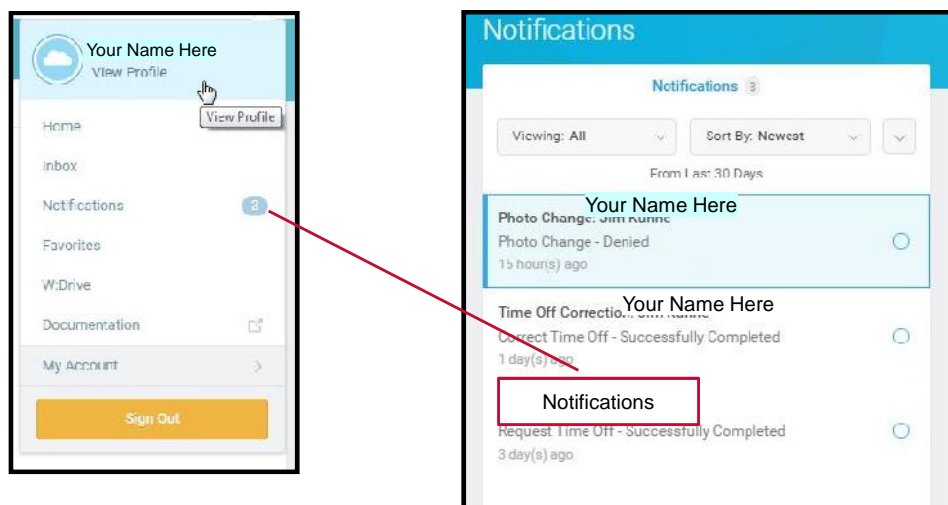 Your Name Here
View Profile
View Profile
Home
Inbox
Notifications 3
Favorites
W:Drive
Documentation
My Account
Sign Out
Notifications
Notifications 3
Viewing: All Sort By: Newest
From Last 30 Days
Your Name Here
Photo Change:
Photo Change - Denied
15 hour(s) ago
Your Name Here
Time Off Correction:
Correct Time Off - Successfully Completed
1 day(s) ago
Notifications
Request Time Off - Successfully Completed
3 day(s) ago